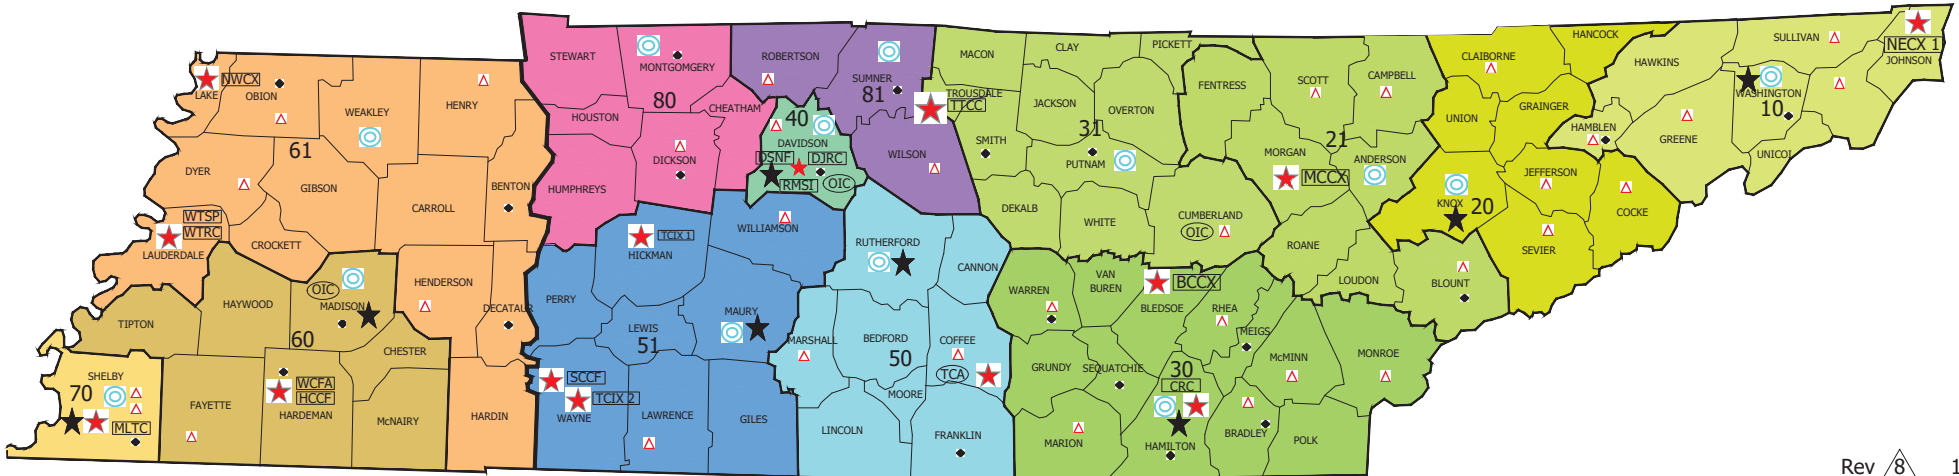 NWCX
LAKE
OBION
WEAKLEY
HENRY
61
DYER
GIBSON
BENTON
CARROLL
WTSP
WTRC
LAUDERDALE
CROCKETT
HENDERSON
DECATAUR
HARDIN
TIPTON
HAYWOOD
OIC
MADISON
60
CHESTER
SHELBY
70
MLTC
FAYETTE
WCFA
HCCF
HARDEMAN
McNAIRY
STEWART
MONTGOMGERY
80
HOUSTON
CHEATHAM
DICKSON
HUMPHREYS
ROBERTSON
SUMNER
81
WILSON
40
DAVIDSON
DSNF
DJRC
RMSI
OIC
TROUSDALE
TTCC
TCIX 1
HICKMAN
WILLIAMSON
PERRY
LEWIS
51
MAURY
SCCF
TCIX 2
WAYNE
LAWRENCE
GILES
RUTHERFORD
CANNON
MARSHALL
BEDFORD
50
COFFEE
TCA
MOORE
LINCOLN
FRANKLIN
MACON
CLAY
PICKETT
JACKSON
OVERTON
FENTRESS
SMITH
31
PUTNAM
DEKALB
WHITE
CUMBERLAND
OIC
SCOTT
CAMPBELL
21
MORGAN
MCCX
ANDERSON
ROANE
LOUDON
BLOUNT
WARREN
VAN
BUREN
BCCX
BLEDSOE
RHEA
MEIGS
McMINN
MONROE
GRUNDY
SEQUATCHIE
30
CRC
MARION
HAMILTON
BRADLEY
POLK
CLAIBORNE
HANCOCK
UNION
GRAINGER
KNOX
20
JEFFERSON
COCKE
SEVIER
HAWKINS
SULLIVAN
NECX 1
JOHNSON
WASHINGTON
10
HAMBLEN
GREENE
UNICOI
Rev 8 1